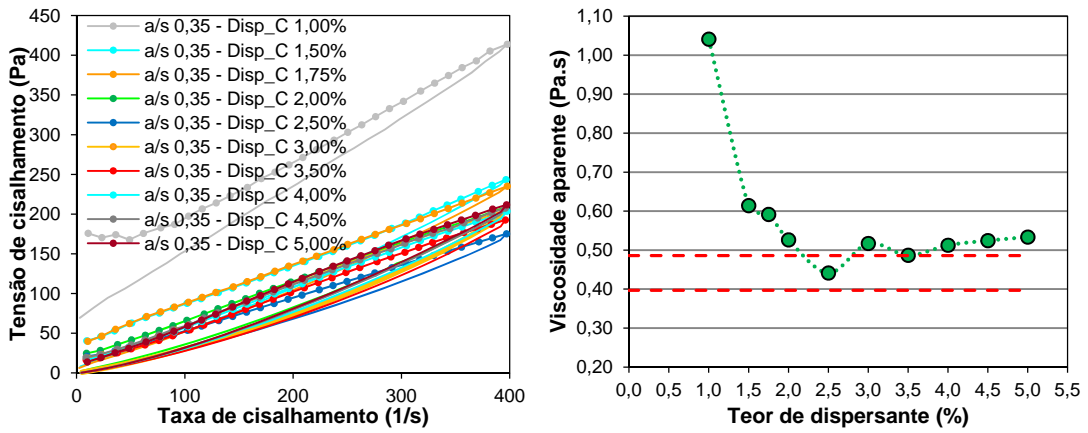 450
400
350
300
250
200
150
100
50
0
Tensão de cisalhamento (Pa)
a/s 0,35 - Disp_C 1,00%
a/s 0,35 - Disp_C 1,50%
a/s 0,35 - Disp_C 1,75%
a/s 0,35 - Disp_C 2,00%
a/s 0,35 - Disp_C 2,50%
a/s 0,35 - Disp_C 3,00%
a/s 0,35 - Disp_C 3,50%
a/s 0,35 - Disp_C 4,00%
a/s 0,35 - Disp_C 4,50%
a/s 0,35 - Disp_C 5,00%
0 100 200 300 400
Taxa de cisalhamento (1/s)
1,10
1,00
0,90
0,80
0,70
0,60
0,50
0,40
0,30
0,20
Viscosidade aparente (Pa.s)
0,0 0,5 1,0 1,5 2,0 2,5 3,0 3,5 4,0 4,5 5,0
Teor de dispersante (%)